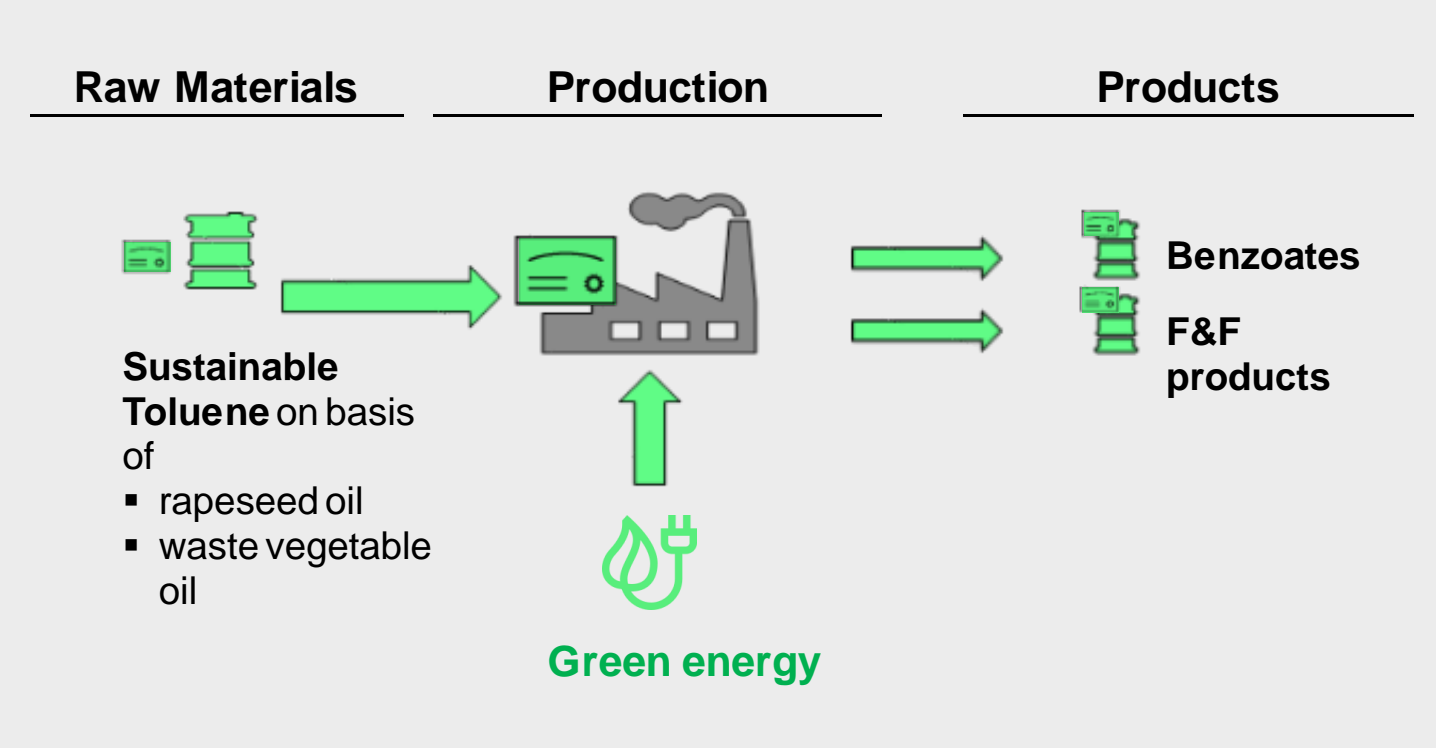 Raw Materials
Production
Products
Sustainable
Toluene on basis
of
▪ rapeseed oil
▪ waste vegetable
oil
Green energy
Benzoates
F&F
products